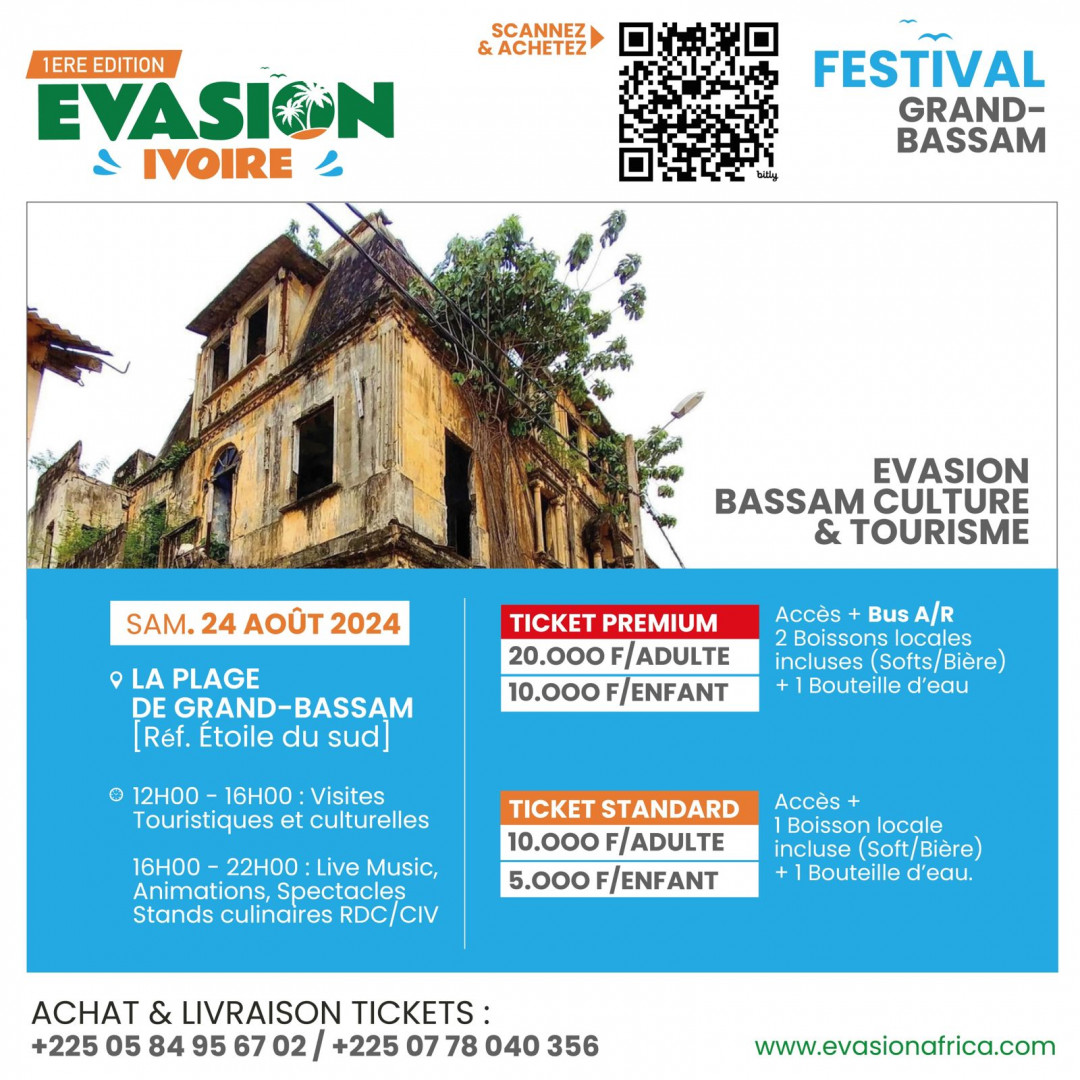 1ERE EDITION
EVASION
IVOIRE
SCANNEZ
& ACHETEZ
bitly
FESTIVAL
GRAND-
BASSAM
EVASION
BASSAM CULTURE
& TOURISME
SAM. 24 AOÛT 2024
LA PLAGE
DE GRAND-BASSAM
[Réf. Étoile du sud]
12H00 - 16H00 : Visites
Touristiques et culturelles
16H00 - 22H00 : Live Music,
Animations, Spectacles
Stands culinaires RDC/CIV
TICKET PREMIUM
20.000 F/ADULTE
10.000 F/ENFANT
Accès + Bus A/R
2 Boissons locales
incluses (Softs/Bière)
+ 1 Bouteille d'eau
TICKET STANDARD
10.000 F/ADULTE
5.000 F/ENFANT
Accès +
1 Boisson locale
incluse (Soft/Bière)
+ 1 Bouteille d'eau.
ACHAT & LIVRAISON TICKETS :
+225 05 84 95 67 02 / +225 07 78 040 356
www.evasionafrica.com